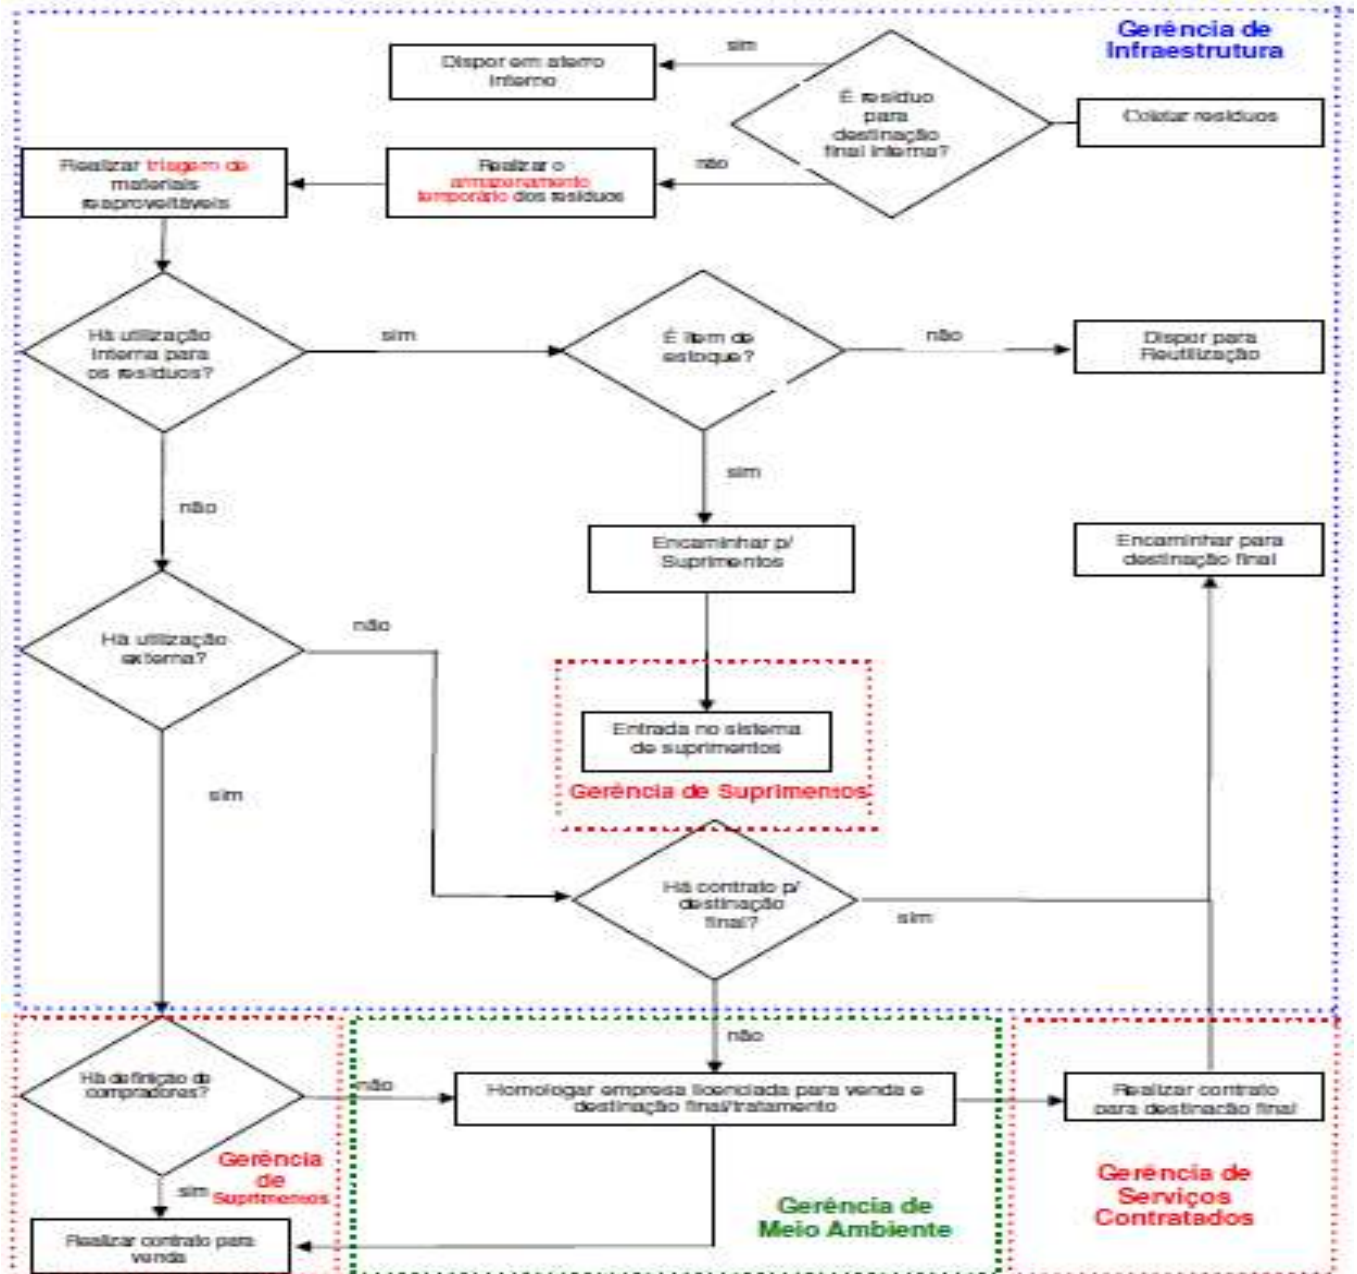 Gerência de
Infraestrutura
sim
Dispor em aterro
interno
É resíduo
para
destinação
final interna?
Coletar resíduos
não
Realizar o
armazenamento
temporário dos resíduos
Realizar triagem de
materiais
reaproveitáveis
Há utilização
interna para
os resíduos?
sim
É item de
estoque?
não
Dispor para
Reutilização
sim
não
Encaminhar p/
Suprimentos
Encaminhar para
destinação final
Há utilização
externa?
não
Entrada no sistema
de suprimentos
Gerência de Suprimentos
sim
Há contrato p/
destinação
final?
sim
não
Há definição de
compradores?
não
Homologar empresa licenciada para venda e
destinação final/tratamento
Realizar contrato
para destinação final
Gerência
de
Suprimentos
sim
Realizar contrato para
venda
Gerência de
Meio Ambiente
Gerência de
Serviços
Contratados